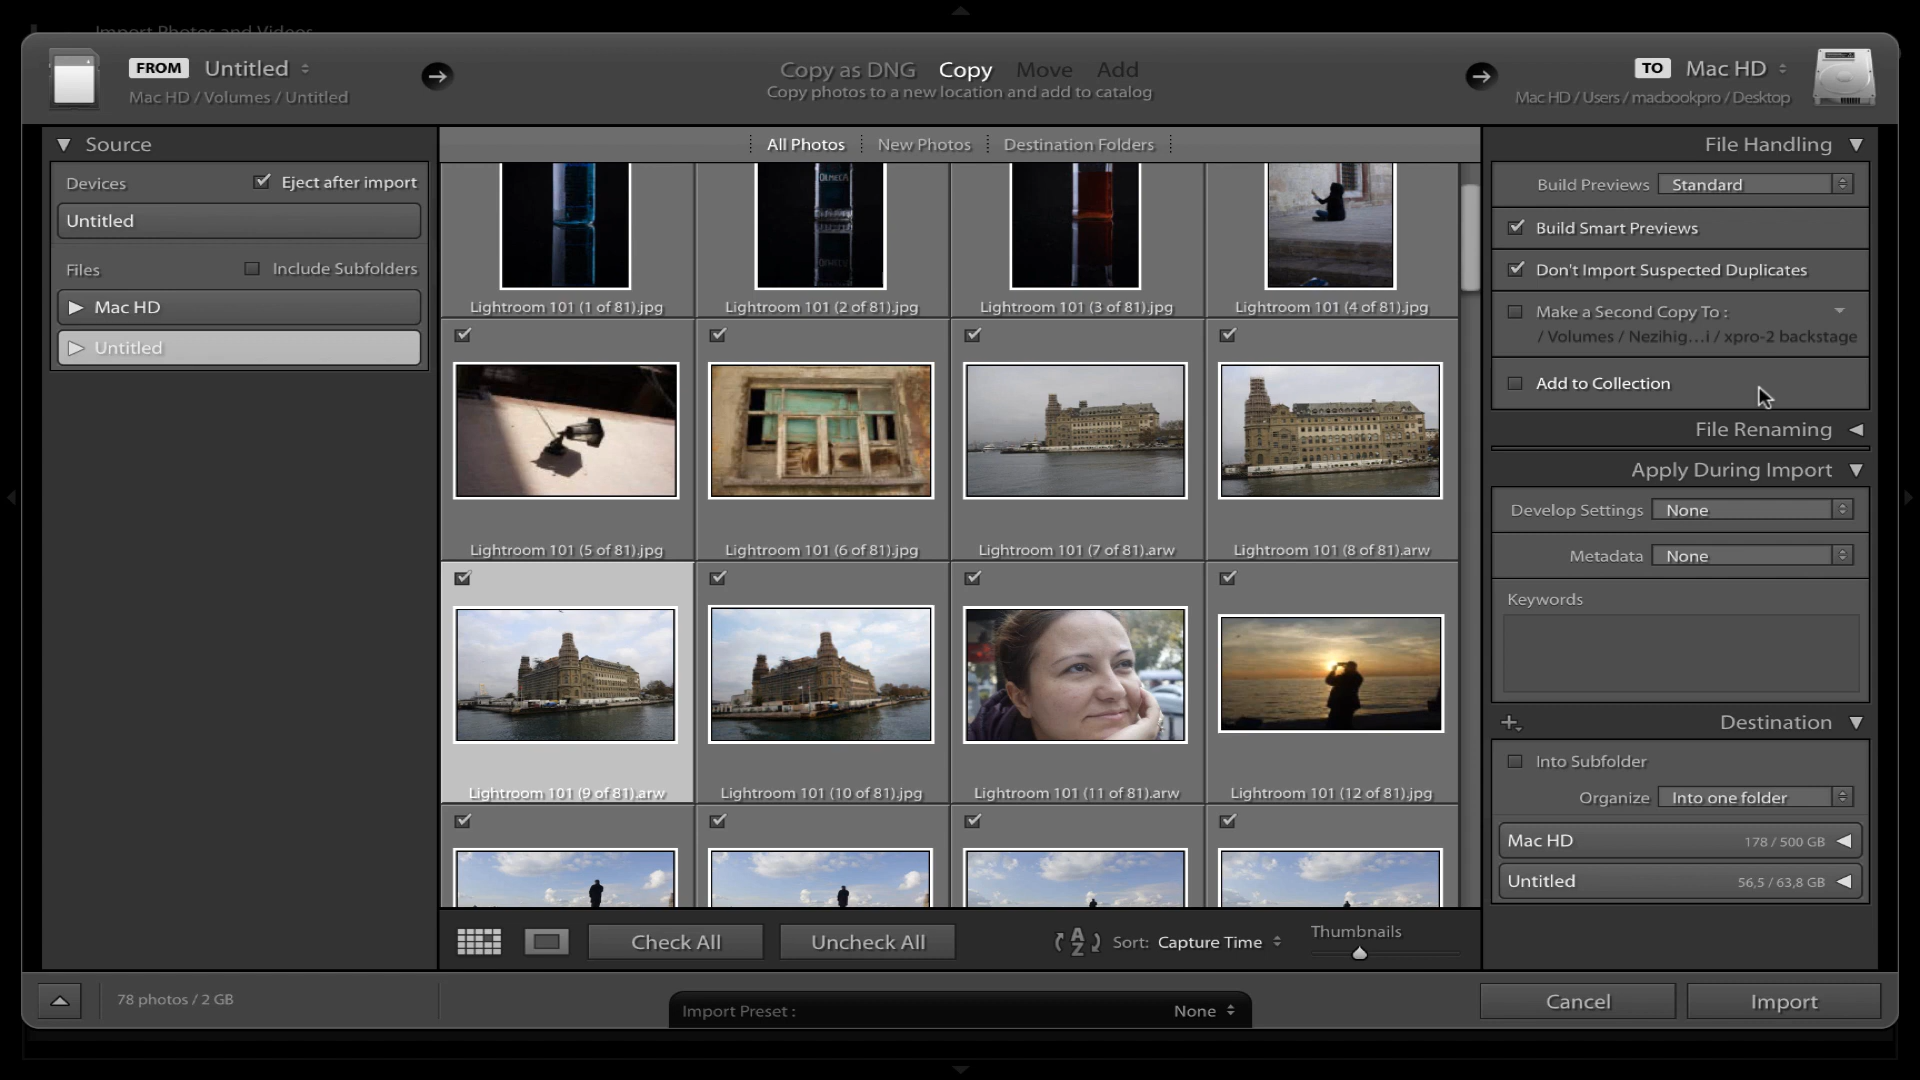 Import Photos and Videos
FROM Untitled
Mac HD / Volumes / Untitled
Copy as DNG Copy Move Add
Copy photos to a new location and add to catalog
TO Mac HD
Mac HD / Users / macbookpro / Desktop
Source
Devices Eject after import
Untitled
Files Include Subfolders
Mac HD
Untitled
All Photos New Photos Destination Folders
OLMECA
Lightroom 101 (1 of 81).jpg Lightroom 101 (2 of 81).jpg Lightroom 101 (3 of 81).jpg Lightroom 101 (4 of 81).jpg
Lightroom 101 (5 of 81).jpg Lightroom 101 (6 of 81).jpg Lightroom 101 (7 of 81).arw Lightroom 101 (8 of 81).arw
Lightroom 101 (9 of 81).arw Lightroom 101 (10 of 81).jpg Lightroom 101 (11 of 81).arw Lightroom 101 (12 of 81).jpg
Check All Uncheck All A Z Sort: Capture Time Thumbnails
File Handling
Build Previews Standard
Build Smart Previews
Don't Import Suspected Duplicates
Make a Second Copy To :
/ Volumes / Nezihig...i / xpro-2 backstage
Add to Collection
File Renaming
Apply During Import
Develop Settings None
Metadata None
Keywords
Destination
Into Subfolder
Organize Into one folder
Mac HD 178 / 500 GB
Untitled 56,5 / 63,8 GB
78 photos / 2 GB
Import Preset : None
Cancel Import